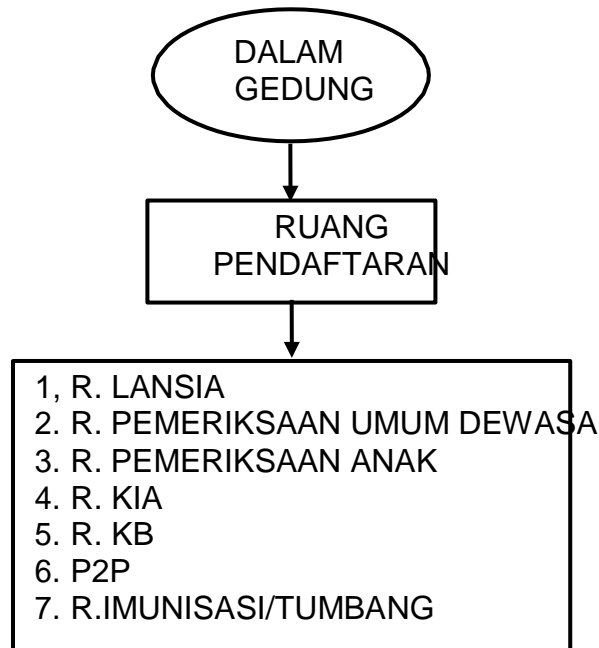 DALAM
GEDUNG
RUANG
PENDAFTARAN
1, R. LANSIA
2. R. PEMERIKSAAN UMUM DEWASA
3. R. PEMERIKSAAN ANAK
4. R. KIA
5. R. KB
6. P2P
7. R.IMUNISASI/TUMBANG